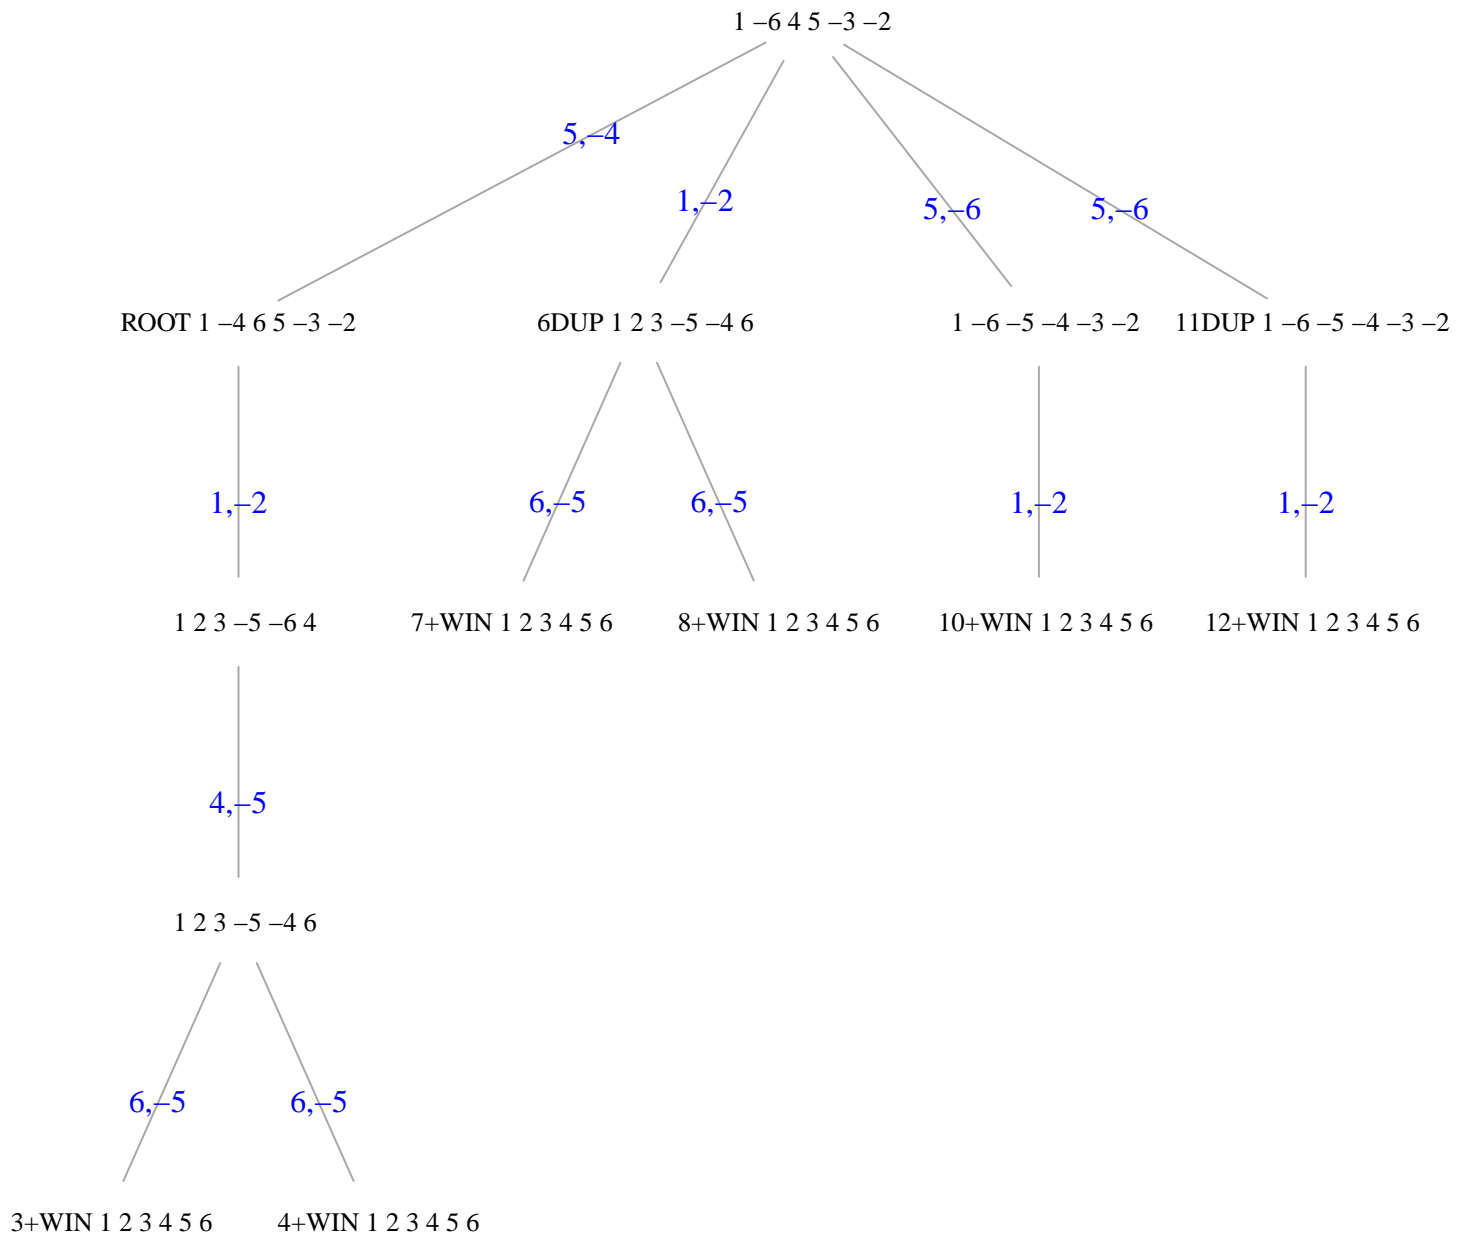 1 –6 4 5 –3 –2
5,–4
1,–2
5,–6
5,–6
ROOT 1 –4 6 5 –3 –2
6DUP 1 2 3 –5 –4 6
1 –6 –5 –4 –3 –2
11DUP 1 –6 –5 –4 –3 –2
1,–2
6,–5
6,–5
1,–2
1,–2
1 2 3 –5 –6 4
7+WIN 1 2 3 4 5 6
8+WIN 1 2 3 4 5 6
10+WIN 1 2 3 4 5 6
12+WIN 1 2 3 4 5 6
4,–5
1 2 3 –5 –4 6
6,–5
6,–5
3+WIN 1 2 3 4 5 6
4+WIN 1 2 3 4 5 6